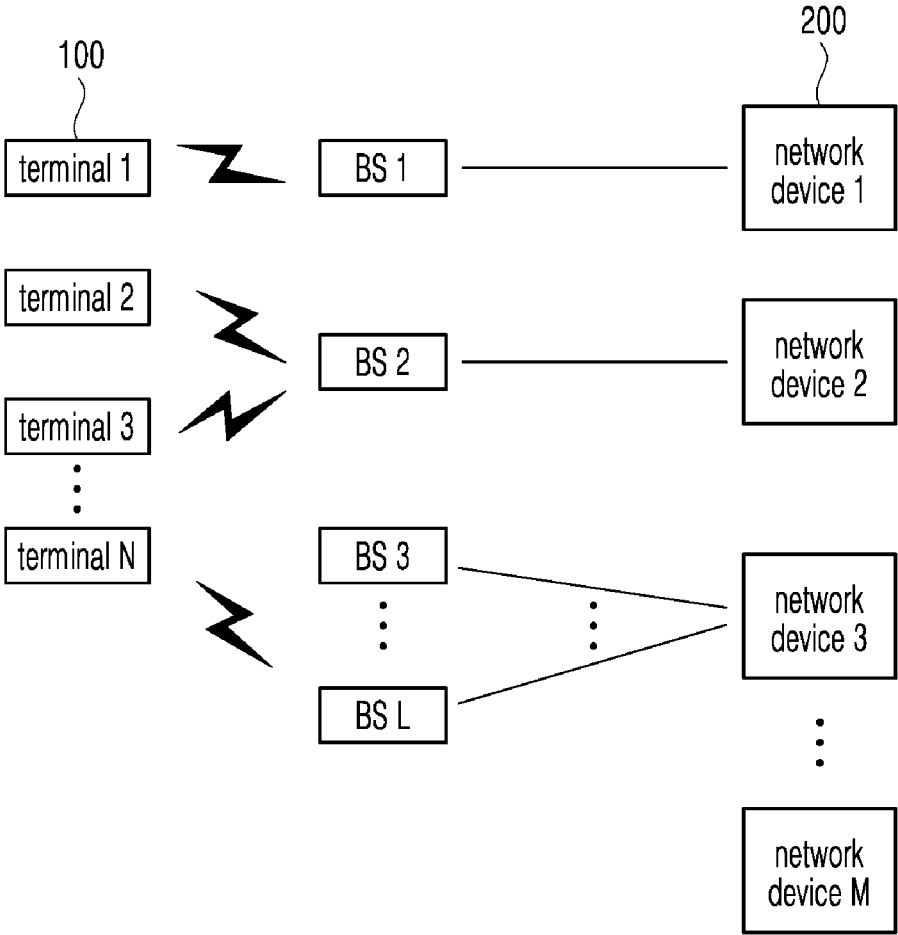 100
200
terminal 1
BS 1
network
device 1
terminal 2
BS 2
network
device 2
terminal 3
terminal N
BS 3
network
device 3
BS L
network
device M